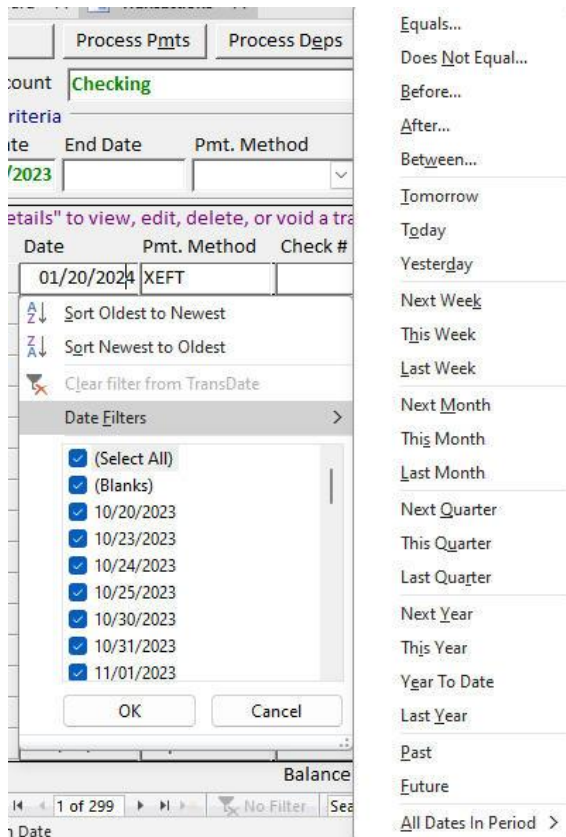 Transactions
Process Pmts Process Deps
ount Checking
riteria
te End Date Pmt. Method
/2023
etails" to view, edit, delete, or void a tra
Date Pmt. Method Check #
01/20/2024 XEFT
Sort Oldest to Newest
Sort Newest to Oldest
Clear filter from TransDate
Date Filters
(Select All)
(Blanks)
10/20/2023
10/23/2023
10/24/2023
10/25/2023
10/30/2023
10/31/2023
11/01/2023
OK Cancel
Balance
1 of 299 No Filter Sea
n Date
Equals...
Does Not Equal...
Before...
After...
Between...
Tomorrow
Today
Yesterday
Next Week
This Week
Last Week
Next Month
This Month
Last Month
Next Quarter
This Quarter
Last Quarter
Next Year
This Year
Year To Date
Last Year
Past
Future
All Dates In Period